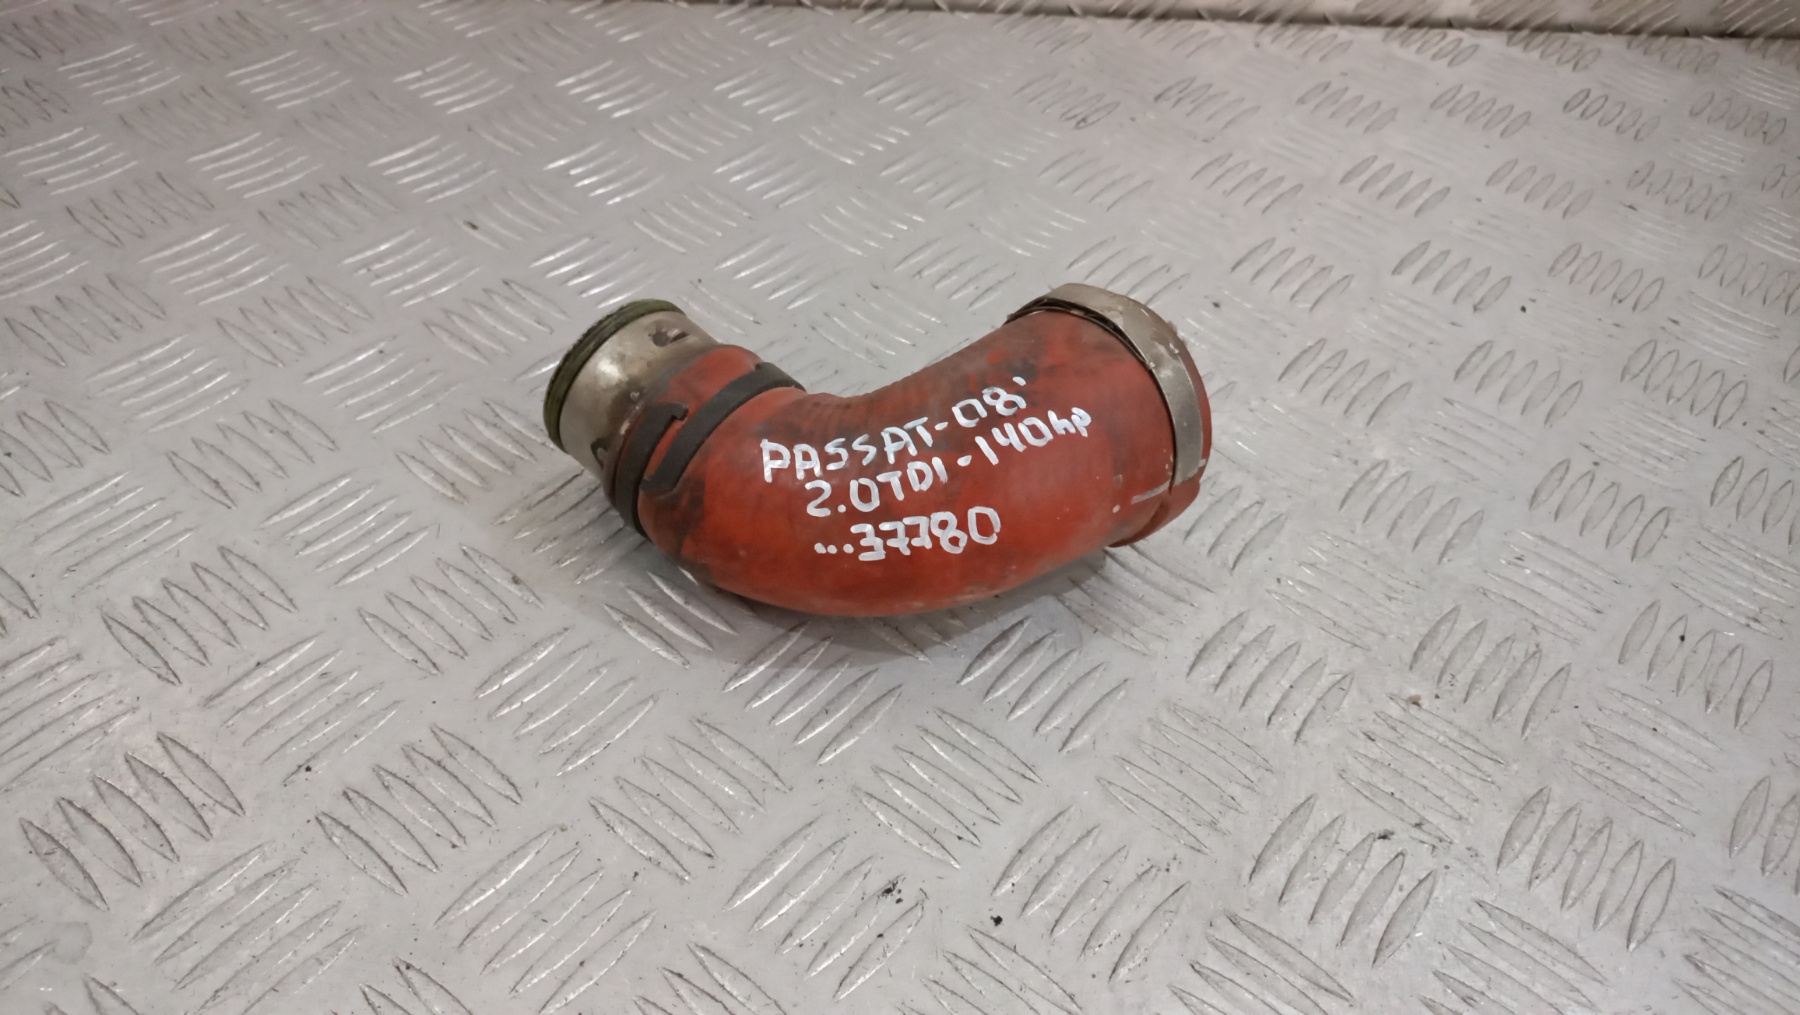 PASSAT-08'
2.0TDI-140hp
...37780